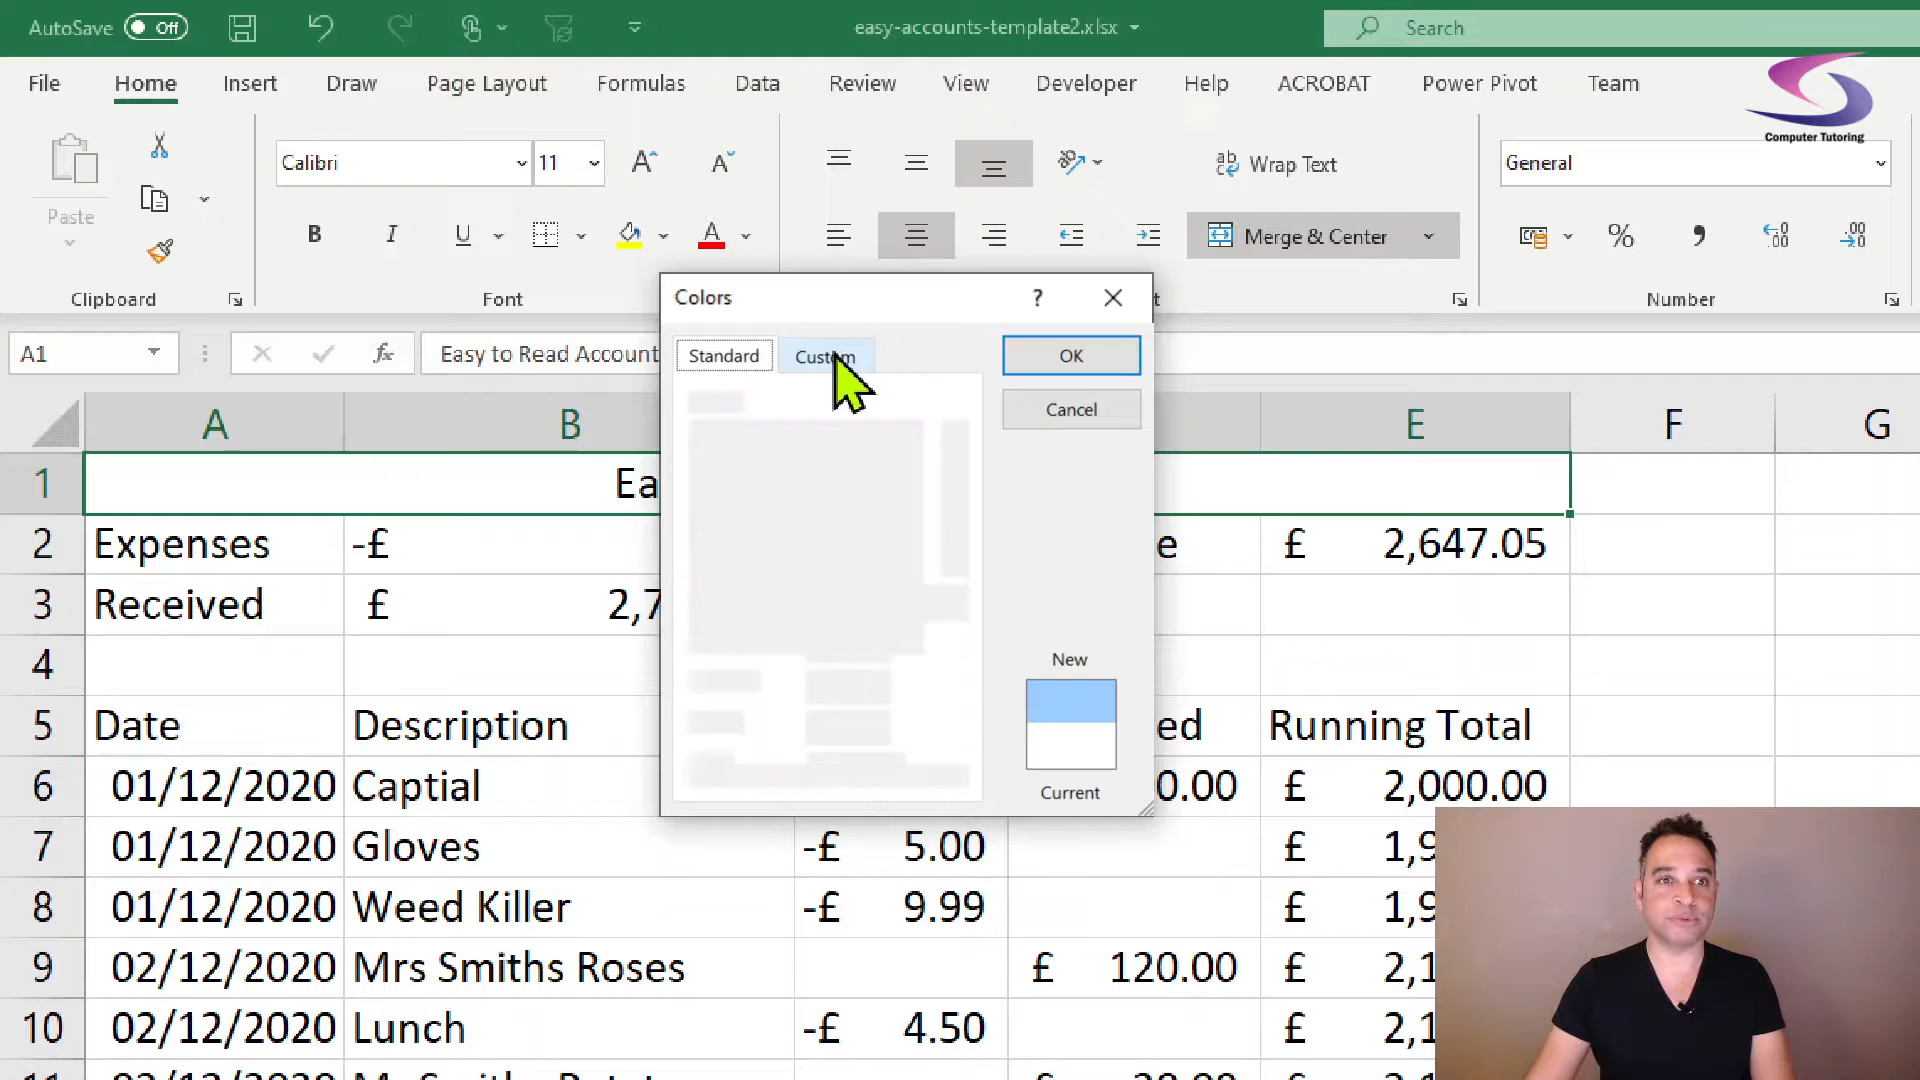 AutoSave Off easy-accounts-template2.xlsx Search
File Home Insert Draw Page Layout Formulas Data Review View Developer Help ACROBAT Power Pivot Team
Computer Tutoring
Paste Calibri 11 A A ab Wrap Text General
B I U A Merge & Center % 9 .00
Clipboard Font Number
Colors ?
A1 fx Easy to Read Account
Standard Custom OK
Cancel
A B E F G
1 Ea
2 Expenses -£ e £ 2,647.05
3 Received £ 2,7
4
New
5 Date Description ed Running Total
6 01/12/2020 Captial 0.00 £ 2,000.00
Current
7 01/12/2020 Gloves -£ 5.00 £ 1,9
8 01/12/2020 Weed Killer -£ 9.99 £ 1,9
9 02/12/2020 Mrs Smiths Roses £ 120.00 £ 2,1
10 02/12/2020 Lunch -£ 4.50 £ 2,1